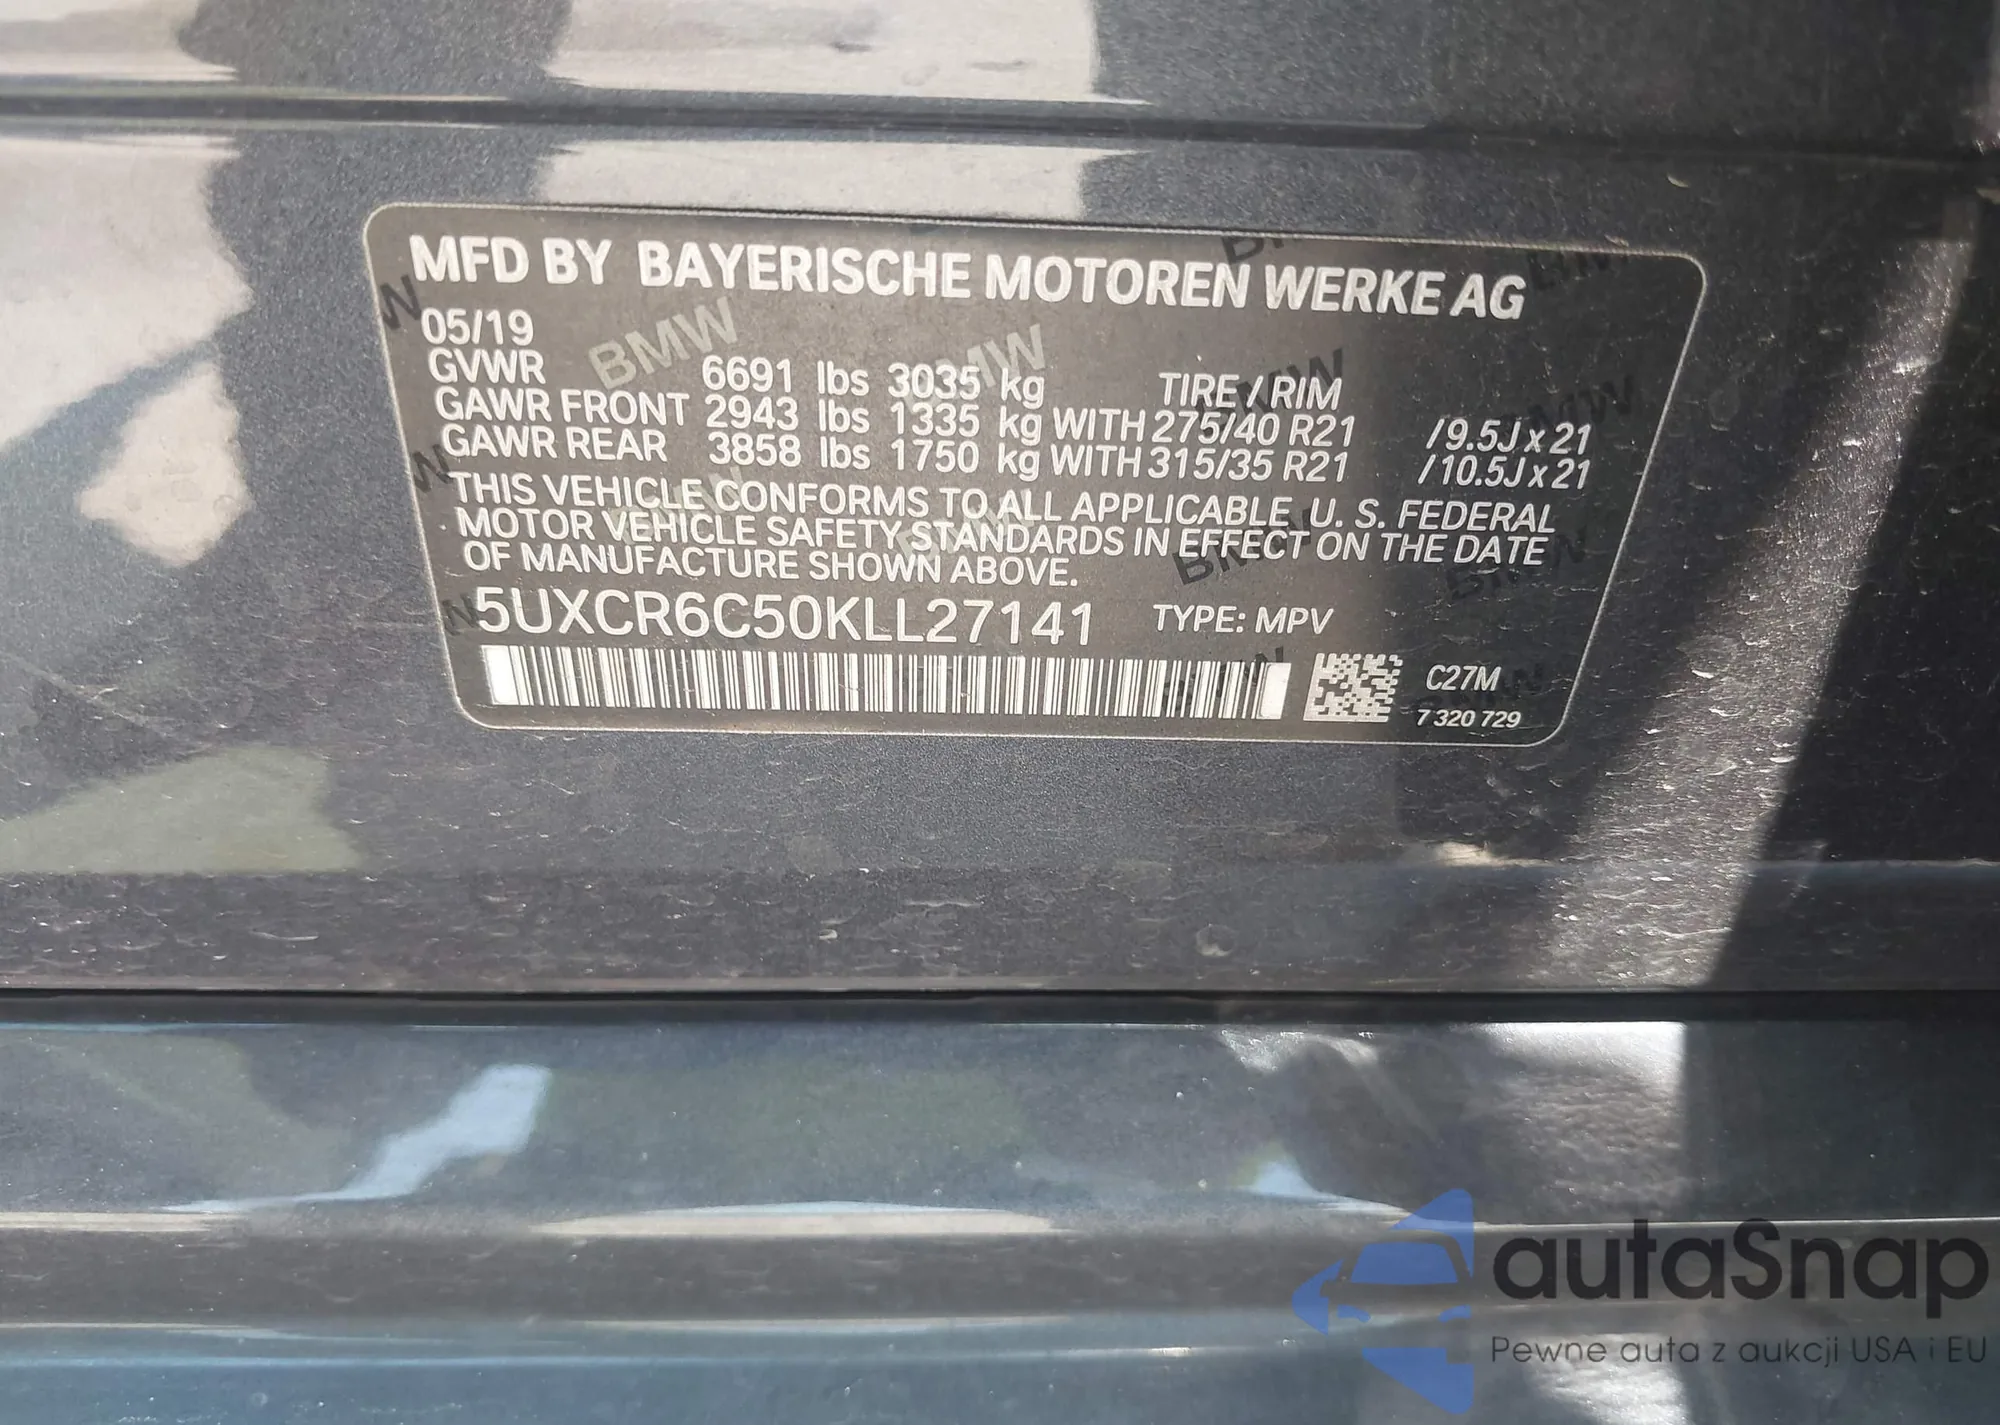 MFD BY BAYERISCHE MOTOREN WERKE AG
05/19
GVWR 6691 lbs 3035 kg TIRE / RIM
GAWR FRONT 2943 lbs 1335 kg WITH 275/40 R21 /9.5J x 21
GAWR REAR 3858 lbs 1750 kg WITH 315/35 R21 /10.5J x 21
THIS VEHICLE CONFORMS TO ALL APPLICABLE U. S. FEDERAL
MOTOR VEHICLE SAFETY STANDARDS IN EFFECT ON THE DATE
OF MANUFACTURE SHOWN ABOVE.
5UXCR6C50KLL27141 TYPE: MPV
C27M
7 320 729
autaSnap
Pewne auta z aukcji USA i EU